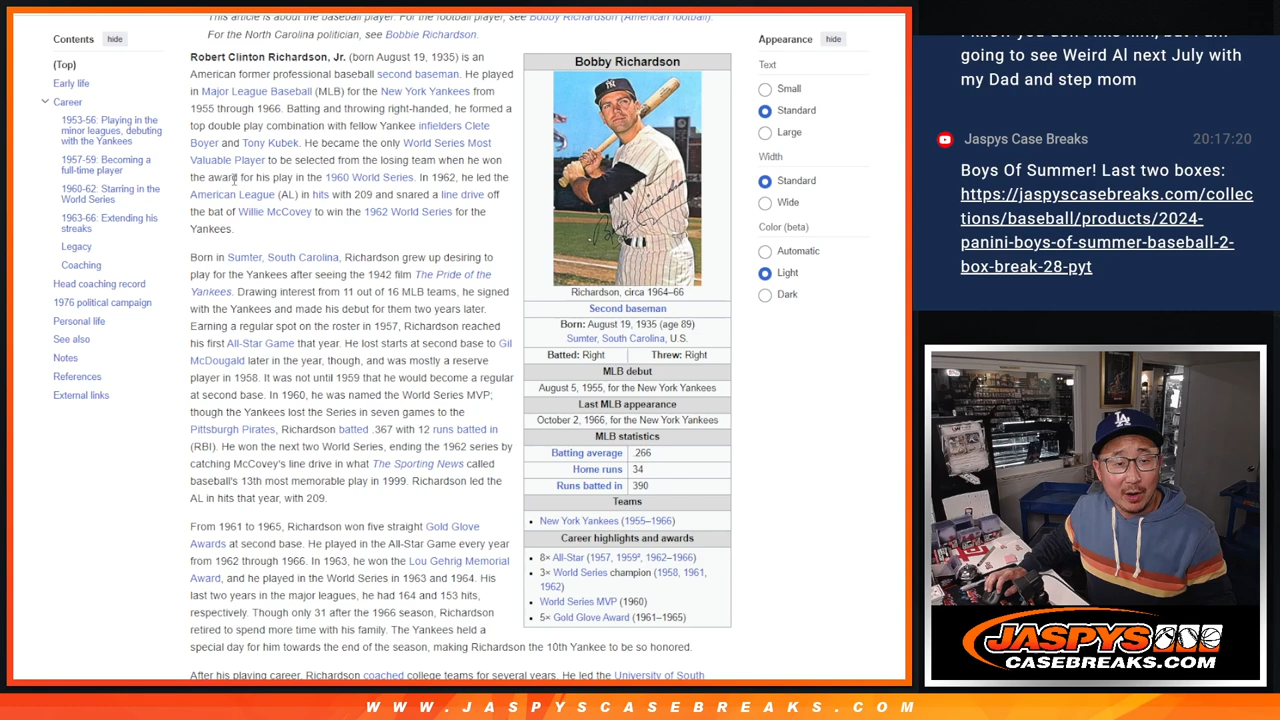 This article is about the baseball player. For the football player, see Bobby Richardson (American football).
For the North Carolina politician, see Bobbie Richardson.
Contents hide
(Top)
Early life
Career
1953-56: Playing in the
minor leagues, debuting
with the Yankees
1957-59: Becoming a
full-time player
1960-62: Starring in the
World Series
1963-66: Extending his
streaks
Legacy
Coaching
Head coaching record
1976 political campaign
Personal life
See also
Notes
References
External links
Robert Clinton Richardson, Jr. (born August 19, 1935) is an
American former professional baseball second baseman. He played
in Major League Baseball (MLB) for the New York Yankees from
1955 through 1966. Batting and throwing right-handed, he formed a
top double play combination with fellow Yankee infielders Clete
Boyer and Tony Kubek. He became the only World Series Most
Valuable Player to be selected from the losing team when he won
the award for his play in the 1960 World Series. In 1962, he led the
American League (AL) in hits with 209 and snared a line drive off
the bat of Willie McCovey to win the 1962 World Series for the
Yankees.
Born in Sumter, South Carolina, Richardson grew up desiring to
play for the Yankees after seeing the 1942 film The Pride of the
Yankees. Drawing interest from 11 out of 16 MLB teams, he signed
with the Yankees and made his debut for them two years later.
Earning a regular spot on the roster in 1957, Richardson reached
his first All-Star Game that year. He lost starts at second base to Gil
McDougald later in the year, though, and was mostly a reserve
player in 1958. It was not until 1959 that he would become a regular
at second base. In 1960, he was named the World Series MVP;
though the Yankees lost the Series in seven games to the
Pittsburgh Pirates, Richardson batted .367 with 12 runs batted in
(RBI). He won the next two World Series, ending the 1962 series by
catching McCovey's line drive in what The Sporting News called
baseball's 13th most memorable play in 1999. Richardson led the
AL in hits that year, with 209.
From 1961 to 1965, Richardson won five straight Gold Glove
Awards at second base. He played in the All-Star Game every year
from 1962 through 1966. In 1963, he won the Lou Gehrig Memorial
Award, and he played in the World Series in 1963 and 1964. His
last two years in the major leagues, he had 164 and 153 hits,
respectively. Though only 31 after the 1966 season, Richardson
retired to spend more time with his family. The Yankees held a
special day for him towards the end of the season, making Richardson the 10th Yankee to be so honored.
After his playing career, Richardson coached college teams for several years. He led the University of South
Bobby Richardson
Richardson, circa 1964–66
Second baseman
Born: August 19, 1935 (age 89)
Sumter, South Carolina, U.S.
Batted: Right Threw: Right
MLB debut
August 5, 1955, for the New York Yankees
Last MLB appearance
October 2, 1966, for the New York Yankees
MLB statistics
Batting average .266
Home runs 34
Runs batted in 390
Teams
• New York Yankees (1955–1966)
Career highlights and awards
• 8× All-Star (1957, 1959², 1962–1966)
• 3× World Series champion (1958, 1961,
1962)
• World Series MVP (1960)
• 5× Gold Glove Award (1961–1965)
Appearance hide
Text
Small
Standard
Large
Width
Standard
Wide
Color (beta)
Automatic
Light
Dark
going to see Weird Al next July with
my Dad and step mom
Jaspys Case Breaks 20:17:20
Boys Of Summer! Last two boxes:
https://jaspyscasebreaks.com/collec
tions/baseball/products/2024-
panini-boys-of-summer-baseball-2-
box-break-28-pyt
LA
JASPYS
CASEBREAKS.COM
WWW.JASPYSCASEBREAKS.COM